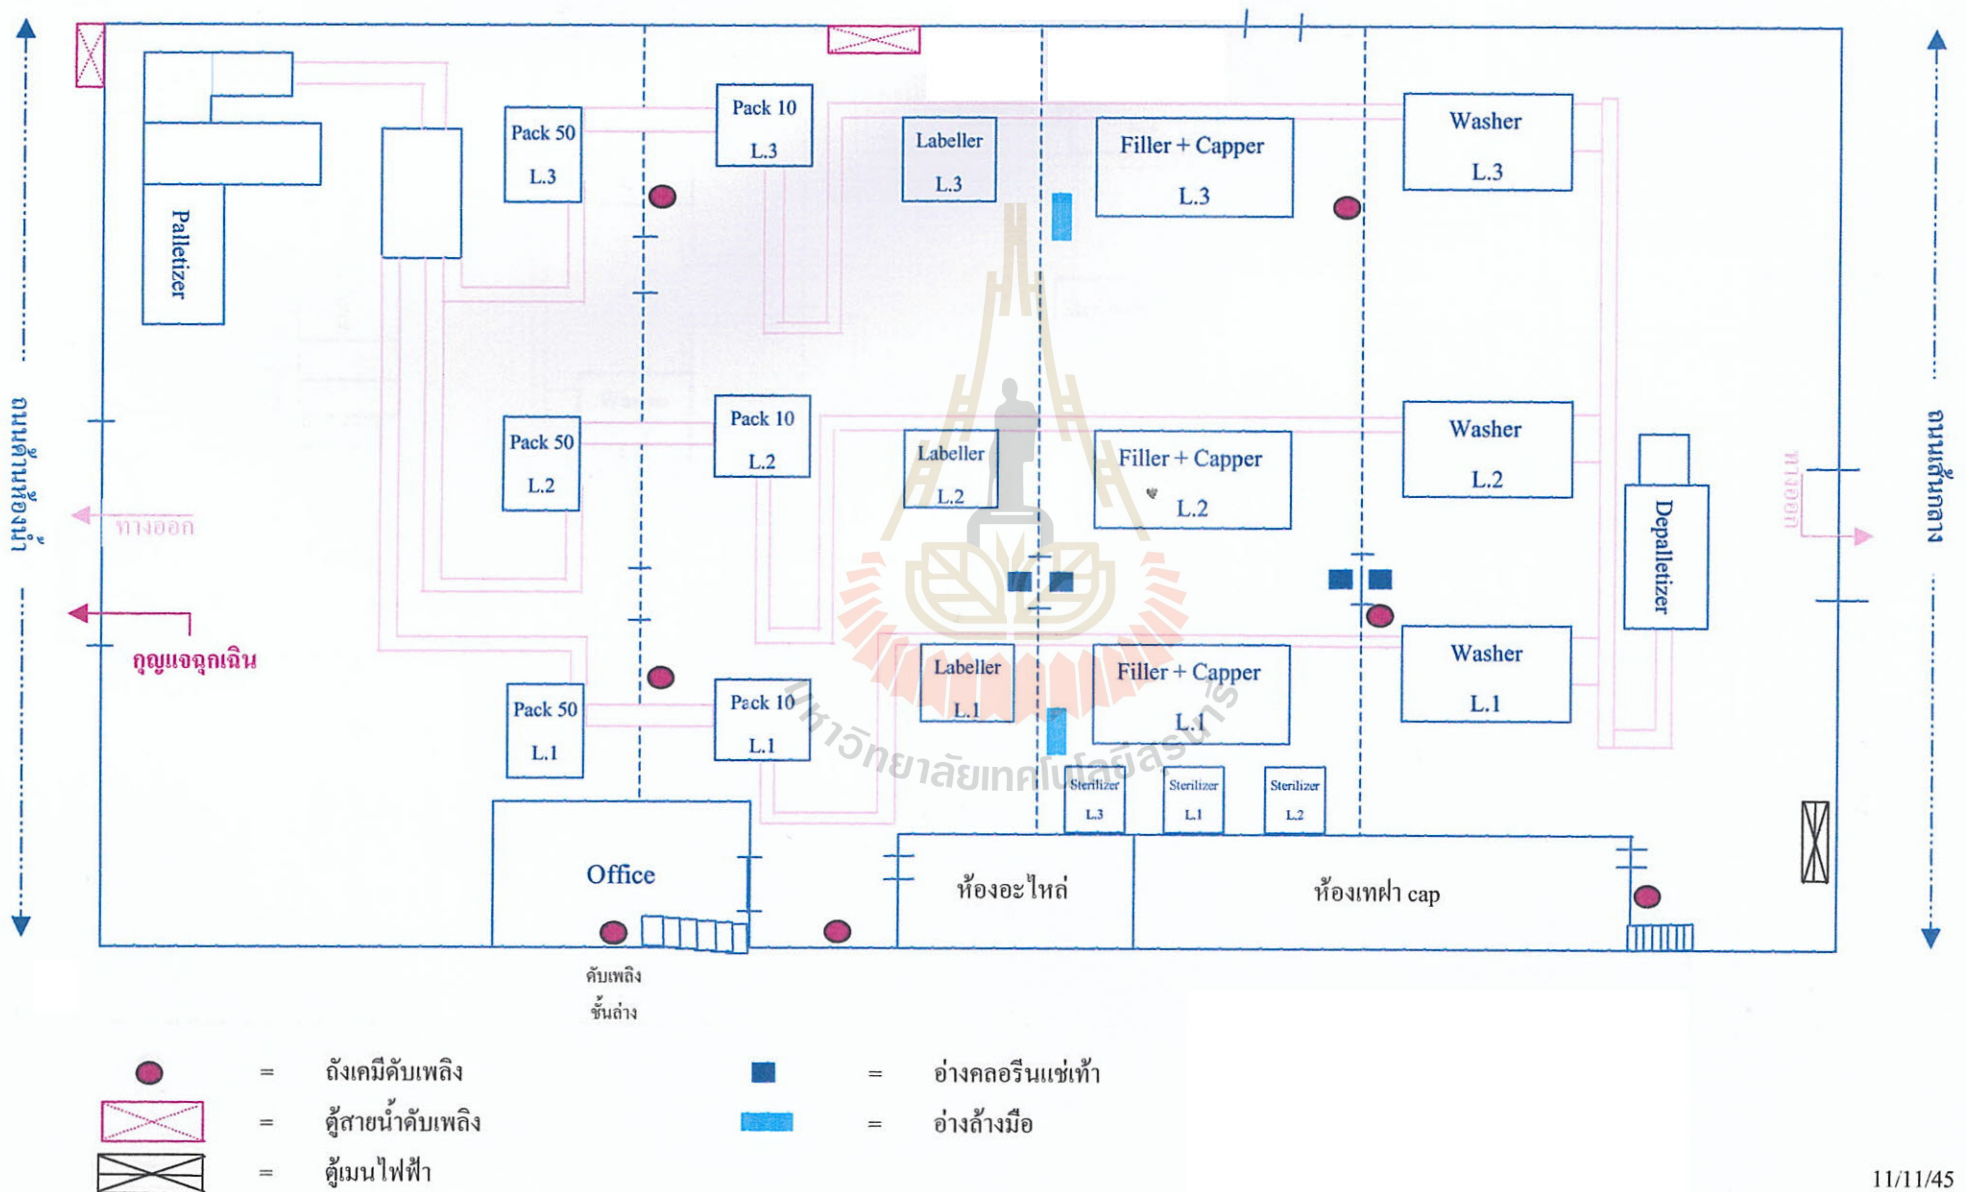 Pack 50
L.3
Pack 10
L.3
Labeller
L.3
Filler + Capper
L.3
Washer
L.3
Palletizer
ถนนด้านห้องน้ำ
ถนนเส้นกลาง
Pack 50
L.2
Pack 10
L.2
Labeller
L.2
Filler + Capper
L.2
Washer
L.2
Depalletizer
ทางออก
ทางออก
กุญแจฉุกเฉิน
Pack 50
L.1
Pack 10
L.1
Labeller
L.1
Filler + Capper
L.1
Washer
L.1
มหาวิทยาลัยเทคโนโลยีสุรนารี
Sterilizer
L.3
Sterilizer
L.1
Sterilizer
L.2
Office
ห้องอะไหล่
ห้องเทฝา cap
ดับเพลิง
ชั้นล่าง
= ถังเคมีดับเพลิง
= อ่างคลอรีนแช่เท้า
= ตู้สายน้ำดับเพลิง
= อ่างล้างมือ
= ตู้เมนไฟฟ้า
11/11/45